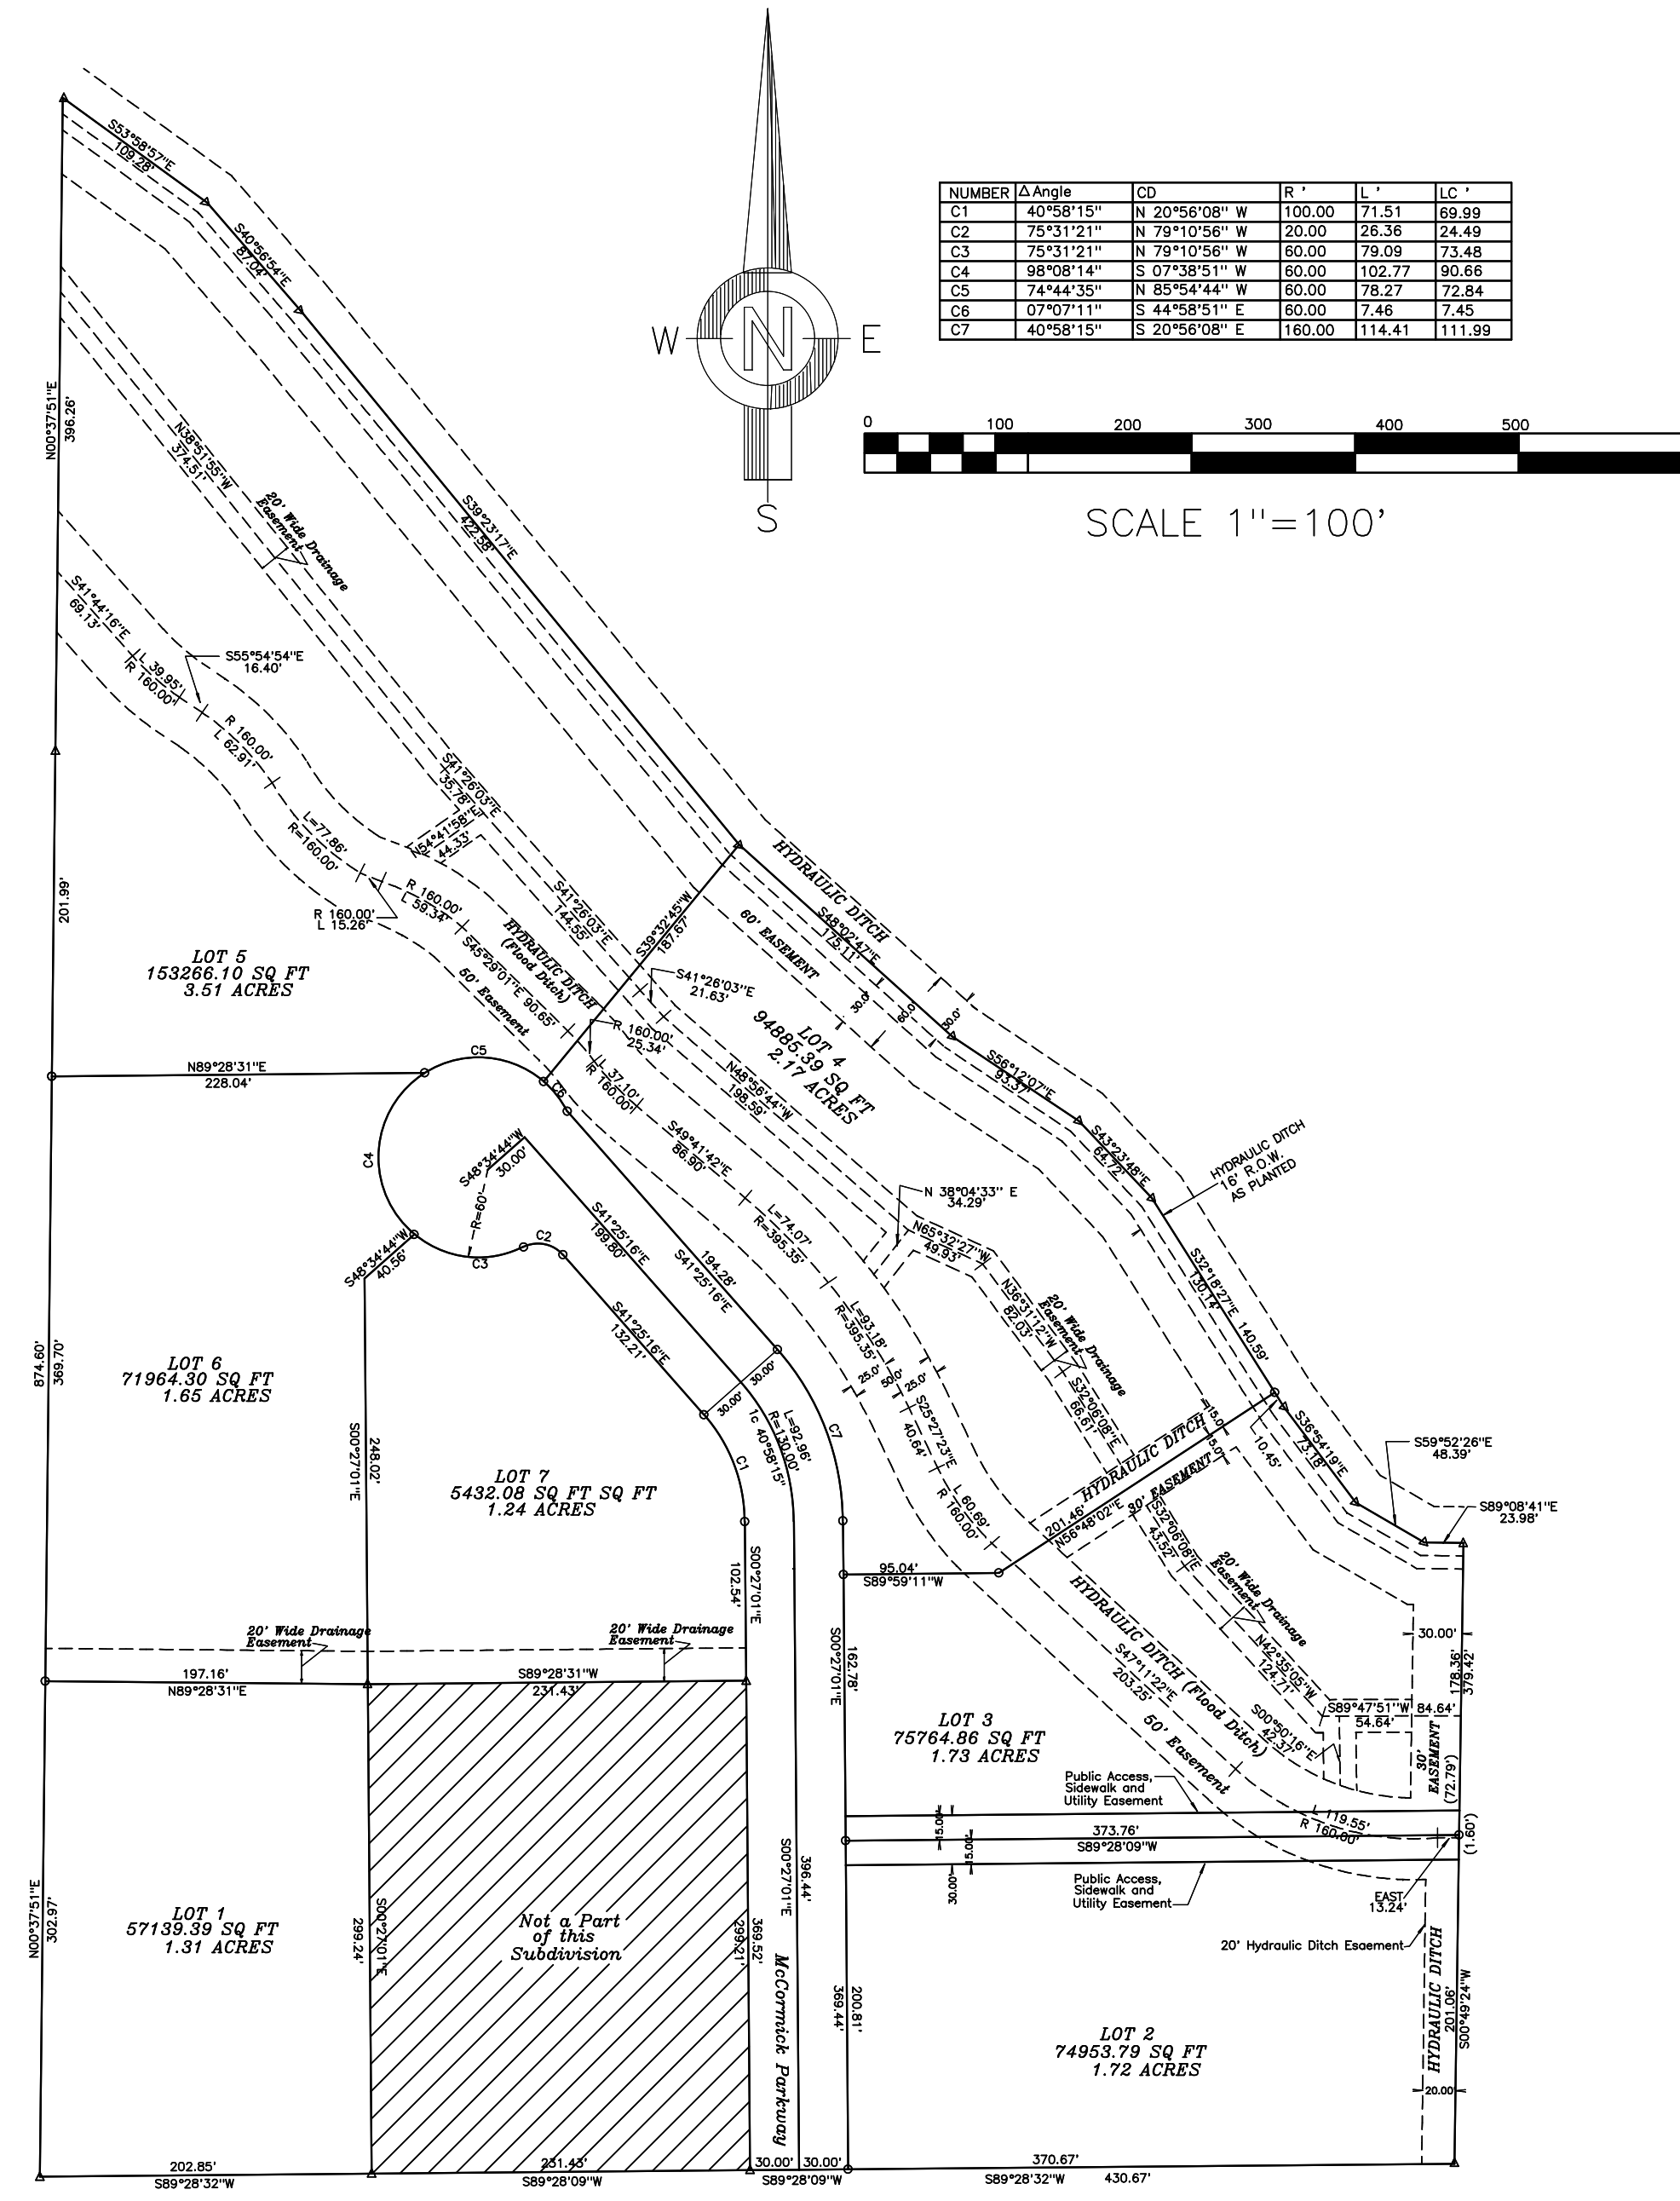 S53°58'57"E
109.28'
S40°56'54"E
87.04'
NUMBER Δ Angle CD R ' L ' LC '
C1 40°58'15" N 20°56'08" W 100.00 71.51 69.99
C2 75°31'21" N 79°10'56" W 20.00 26.36 24.49
C3 75°31'21" N 79°10'56" W 60.00 79.09 73.48
C4 98°08'14" S 07°38'51" W 60.00 102.77 90.66
C5 74°44'35" N 85°54'44" W 60.00 78.27 72.84
C6 07°07'11" S 44°58'51" E 60.00 7.46 7.45
C7 40°58'15" S 20°56'08" E 160.00 114.41 111.99
W N E
S
0 100 200 300 400 500
SCALE 1"=100'
N00°37'51"E
396.26'
N38°51'55"W
374.51'
20' Wide Drainage
Easement
S39°23'17"E
422.58'
S41°44'16"E
69.13'
L 39.95'
R 160.00'
S55°54'54"E
16.40'
R 160.00'
L 62.91'
L=77.86'
R=160.00'
S41°26'03"E
35.78'
N54°41'58"E
44.33'
R 160.00'
L 15.26'
R 160.00'
L 59.34'
S41°26'03"E
144.55'
HYDRAULIC DITCH
(Flood Ditch)
S45°29'01"E 90.65'
50' Easement
S39°32'45"W
187.67'
S41°26'03"E
21.63'
R 160.00'
25.34'
L 37.10'
R 160.00'
HYDRAULIC DITCH
60' EASEMENT
S48°02'47"E
175.11'
30.0'
60.0'
30.0'
201.99'
LOT 5
153266.10 SQ FT
3.51 ACRES
LOT 4
94885.39 SQ FT
2.17 ACRES
N48°56'44"W
198.59'
S56°12'07"E
93.37'
S43°23'48"E
64.72'
HYDRAULIC DITCH
16' R.O.W.
AS PLANTED
N89°28'31"E
228.04'
C5
C6
C4
S48°34'44"W
30.00'
R=60'
C2
C3
S48°34'44"W
40.56'
S49°41'42"E
86.90'
N 38°04'33" E
34.29'
N65°32'27"W
49.93'
L=74.07'
R=395.35'
S41°25'16"E
199.80'
194.28'
S41°25'16"E
S41°25'16"E
132.21'
L=93.18'
R=395.35'
N36°31'12"W
82.03'
20' Wide Drainage
Easement
S32°18'27"E
130.14'
140.59'
874.60'
369.70'
LOT 6
71964.30 SQ FT
1.65 ACRES
S00°27'01"E
248.02'
30.00'
30.00'
L=92.96'
R=130.00'
1c 40°58'15"
C7
C1
25.0'
50.0'
25.0'
S25°27'23"E
40.64'
S32°06'08"E
66.61'
15.0'
15.0'
10.45'
S36°54'19"E
73.18'
S59°52'26"E
48.39'
S89°08'41"E
23.98'
LOT 7
5432.08 SQ FT SQ FT
1.24 ACRES
L 60.69'
R 160.00'
HYDRAULIC DITCH
201.46'
N56°48'02"E
30' EASEMENT
S32°06'08"E
43.52'
20' Wide Drainage
Easement
95.04'
S89°59'11"W
S00°27'01"E
102.54'
20' Wide Drainage
Easement
20' Wide Drainage
Easement
197.16'
N89°28'31"E
S89°28'31"W
231.43'
S00°27'01"E
162.78'
HYDRAULIC DITCH (Flood Ditch)
S47°11'22"E
203.25'
50' Easement
N42°35'05"W
124.71'
30.00'
178.36'
379.42'
S89°47'51"W 84.64'
54.64'
S00°50'16"E
42.37'
30'
EASEMENT
(72.79')
LOT 3
75764.86 SQ FT
1.73 ACRES
Public Access,
Sidewalk and
Utility Easement
L 119.55'
R 160.00'
(1.60')
15.00'
373.76'
S89°28'09"W
15.00'
30.00'
Public Access,
Sidewalk and
Utility Easement
EAST
13.24'
20' Hydraulic Ditch Esaement
N00°37'51"E
302.97'
LOT 1
57139.39 SQ FT
1.31 ACRES
S00°27'01"E
299.24'
Not a Part
of this
Subdivision
369.52'
299.21'
S00°27'01"E
396.44'
McCormick Parkway
200.81'
369.44'
LOT 2
74953.79 SQ FT
1.72 ACRES
HYDRAULIC DITCH
201.06'
S00°49'24"W
20.00'
202.85'
S89°28'32"W
231.43'
S89°28'09"W
30.00' 30.00'
S89°28'09"W
370.67'
S89°28'32"W 430.67'